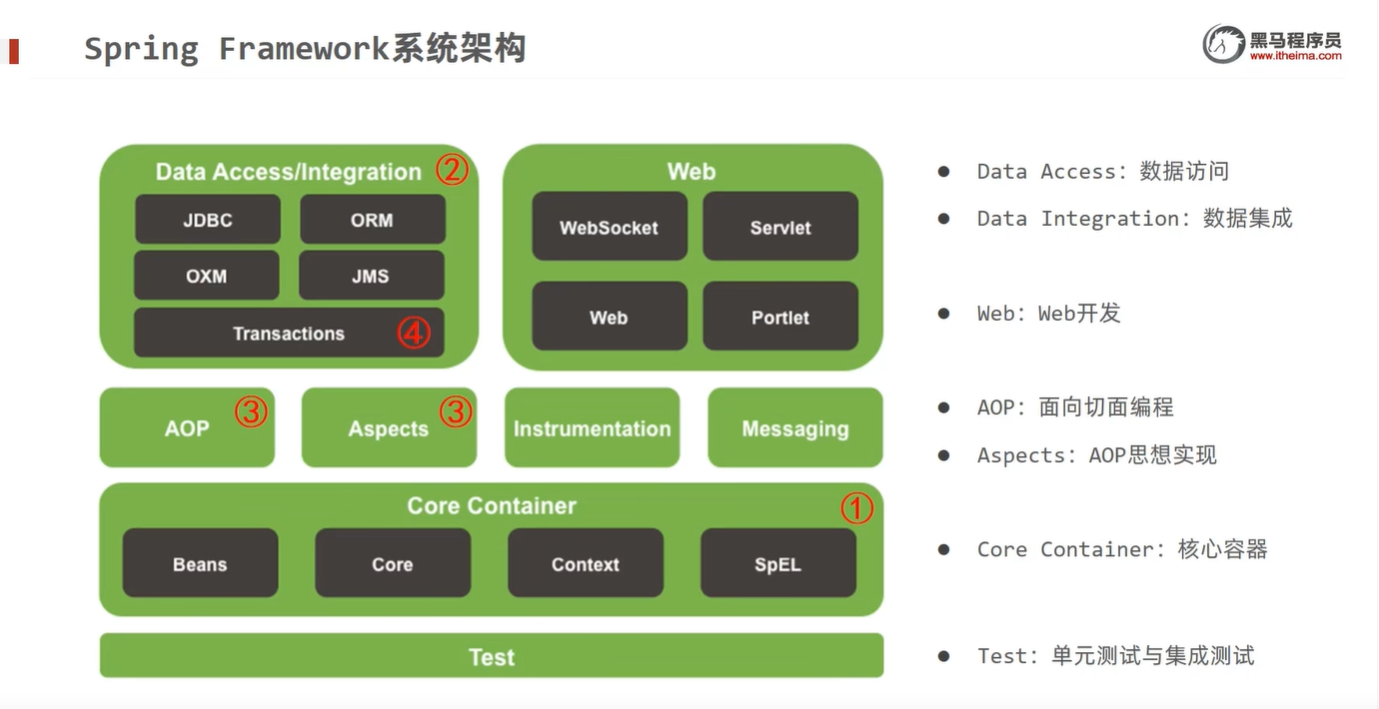 Spring Framework系统架构
黑马程序员
www.itheima.com
Data Access/Integration ②
JDBC
ORM
OXM
JMS
Transactions ④
Web
WebSocket
Servlet
Web
Portlet
AOP ③
Aspects ③
Instrumentation
Messaging
Core Container ①
Beans
Core
Context
SpEL
Test
● Data Access：数据访问
● Data Integration：数据集成
● Web：Web开发
● AOP：面向切面编程
● Aspects：AOP思想实现
● Core Container：核心容器
● Test：单元测试与集成测试